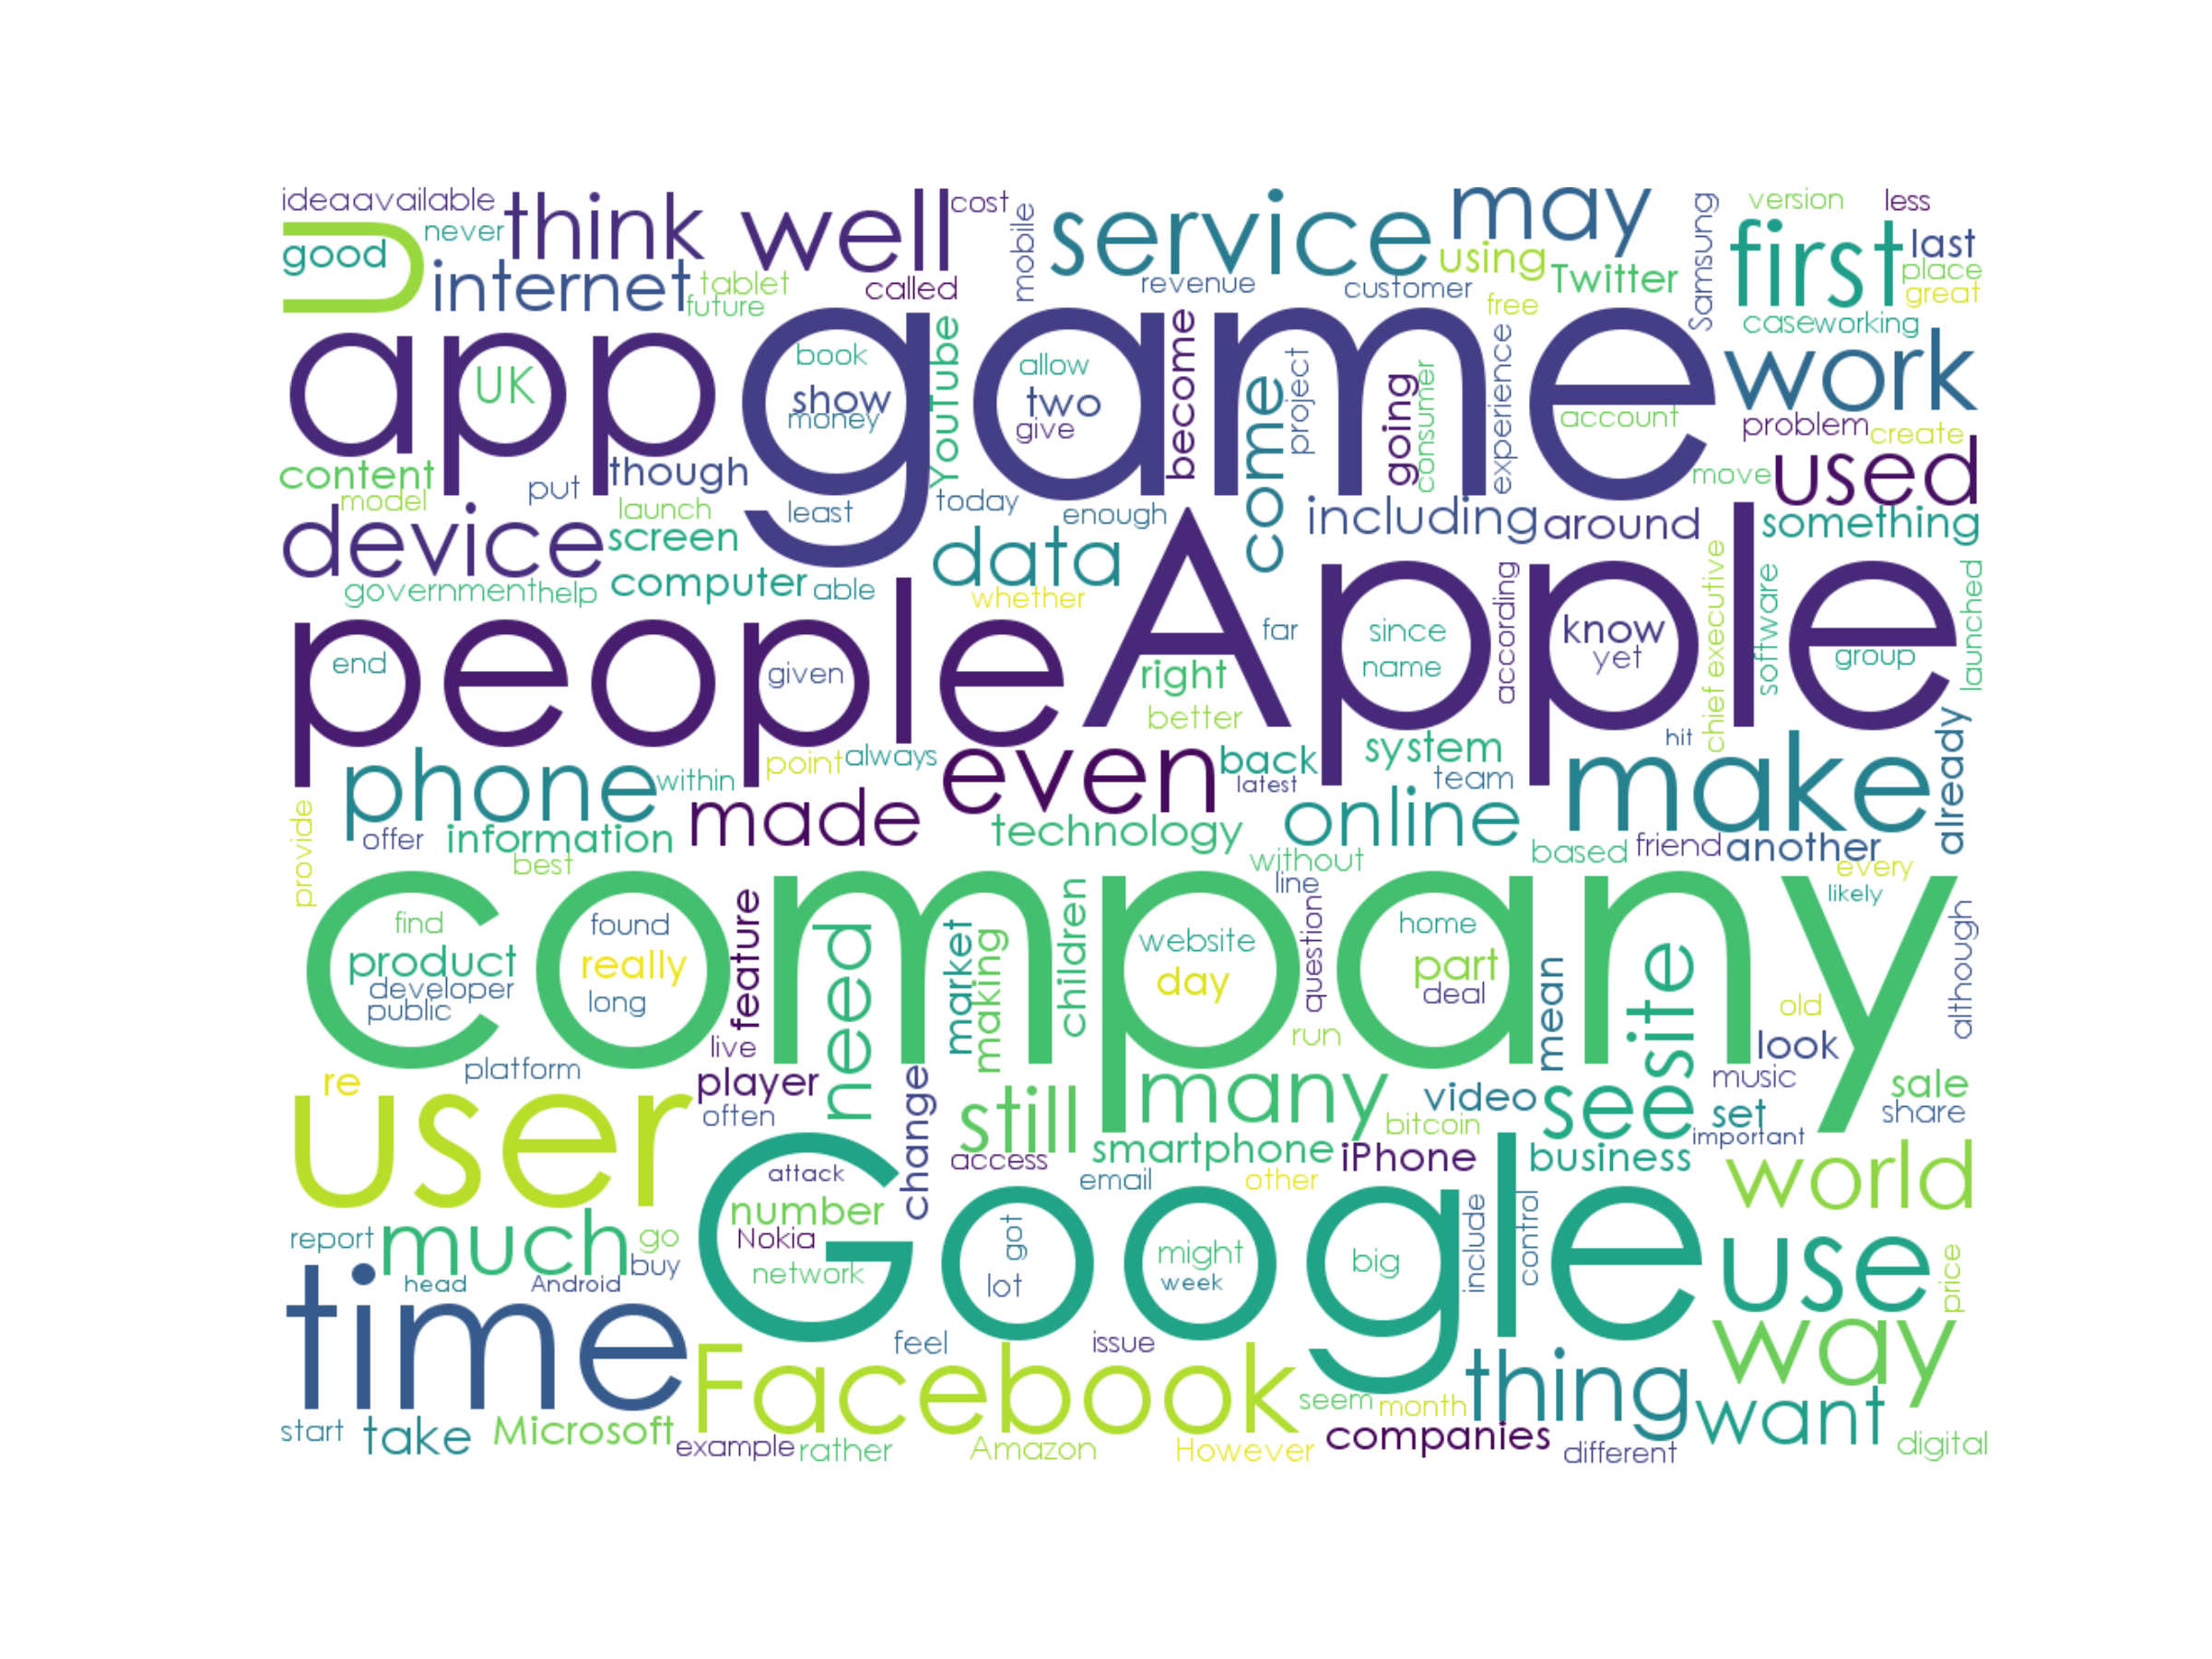 idea available never think well cost mobile service may Samsung version less
good internet tablet future called revenue customer using Twitter free first last place great
U
app game case working
UK book show money YouTube allow two give become come project going consumer experience account work problem create
content model put though launch least today enough including around move used something
device screen data
government help computer able whether
people Apple
end given far since name according know yet chief executive software group launched
right better
phone within point always even back latest system team hit make already
provide offer information best made technology online without based friend another every likely
company
find product developer public found really long feature need market making children website day line question home part deal mean site old look although
re platform live player often change still many run video see set music sale share
user access smartphone bitcoin iPhone business important world
attack number Nokia network email other
Google
report much go buy head Android got lot might week big include control use price
time feel issue way
Facebook thing
start take Microsoft example rather Amazon However seem month companies different want digital